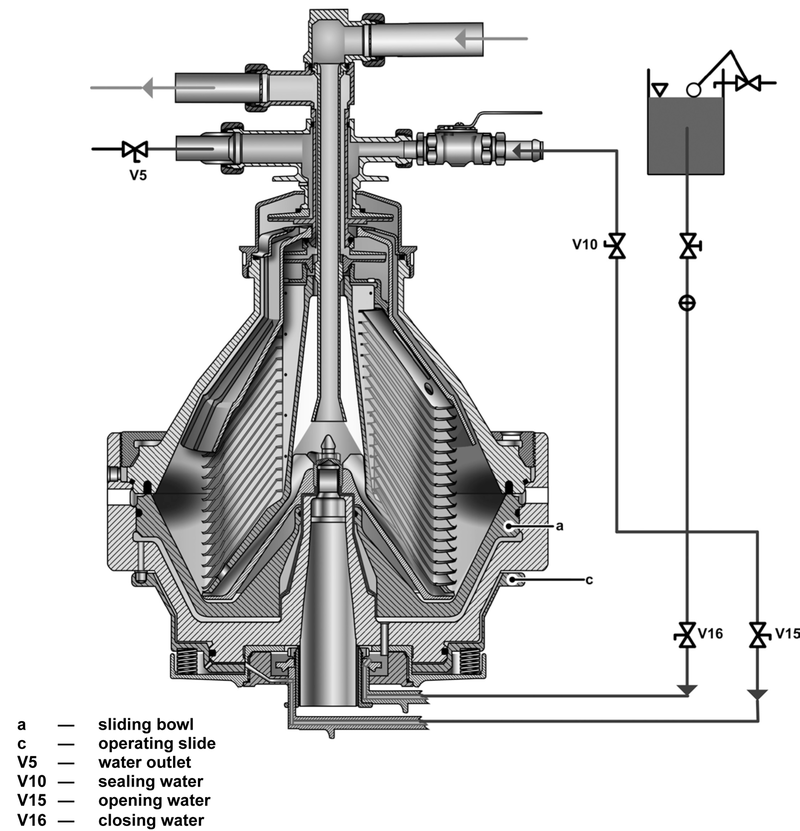 V5
V10
a
c
V16
V15
a — sliding bowl
c — operating slide
V5 — water outlet
V10 — sealing water
V15 — opening water
V16 — closing water